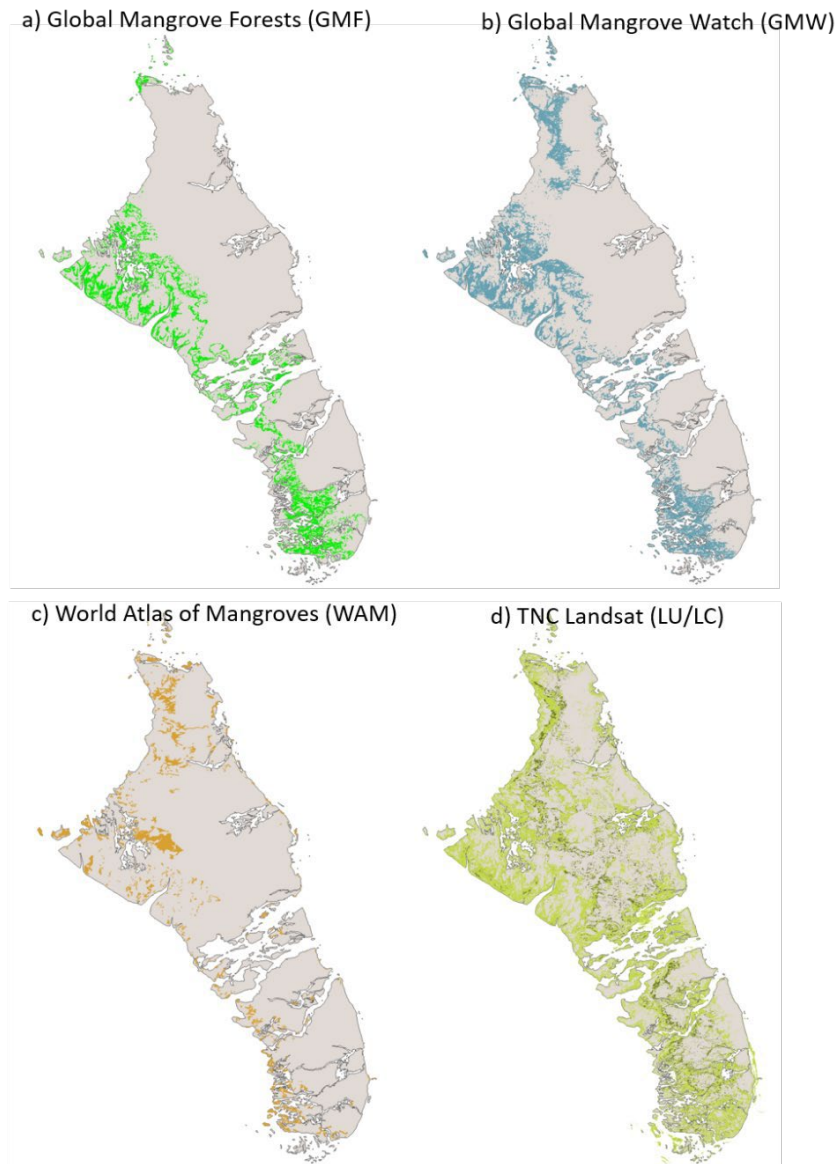 a) Global Mangrove Forests (GMF)
b) Global Mangrove Watch (GMW)
c) World Atlas of Mangroves (WAM)
d) TNC Landsat (LU/LC)